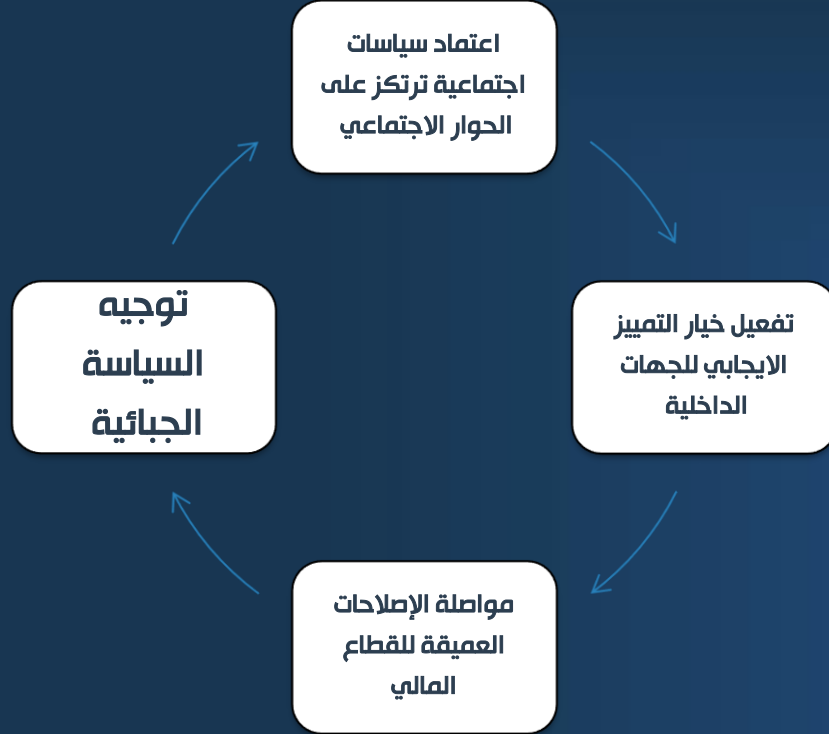 اعتماد سياسات
اجتماعية ترتكز على
الحوار الاجتماعي
تفعيل خيار التمييز
الايجابي للجهات
الداخلية
مواصلة الإصلاحات
العميقة للقطاع
المالي
توجيه
السياسة
الجبائية